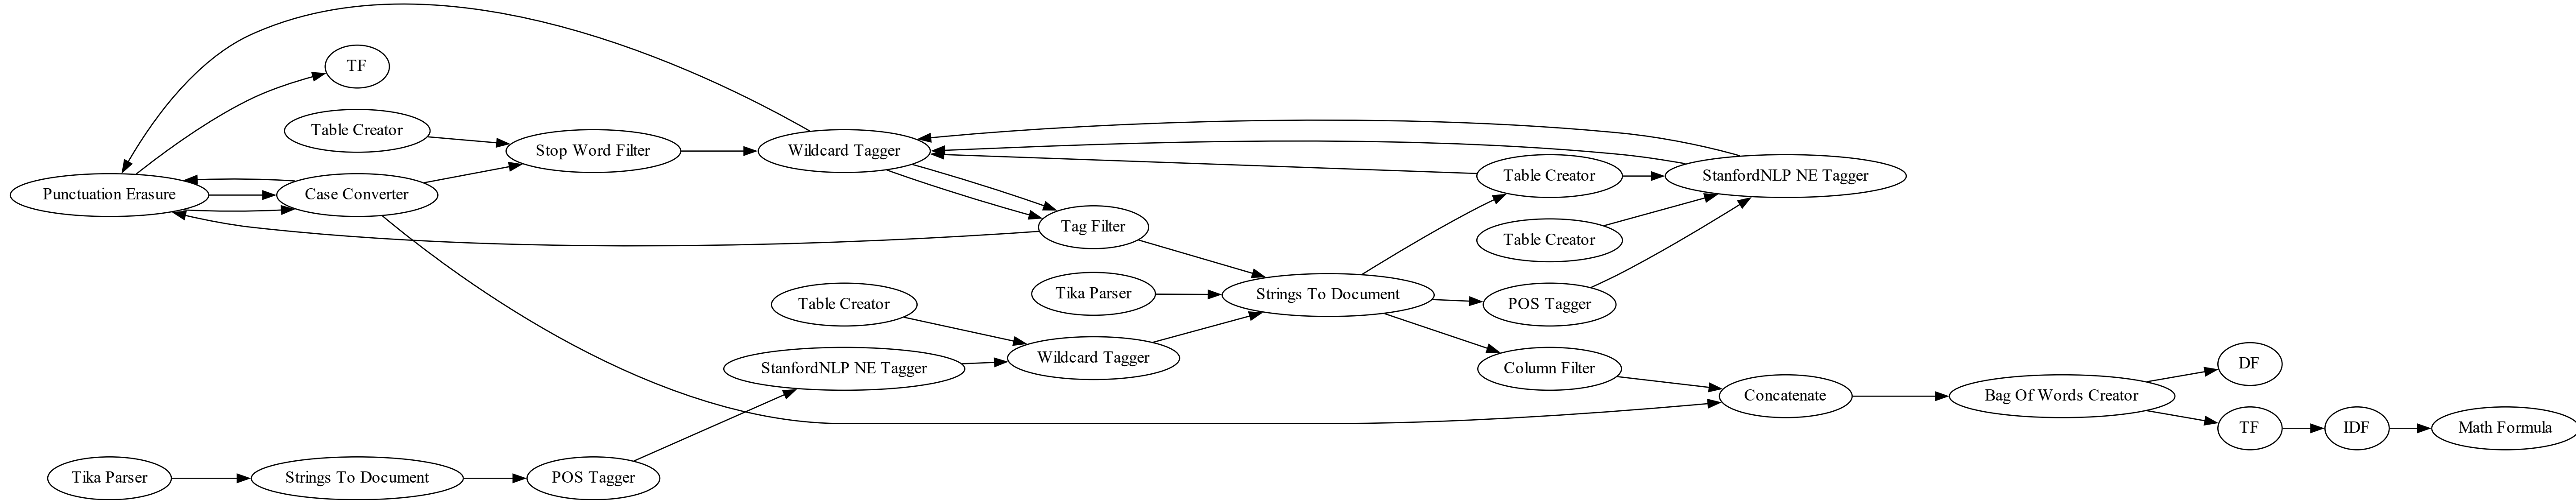 TF
Table Creator
Stop Word Filter
Wildcard Tagger
Punctuation Erasure
Case Converter
Table Creator
StanfordNLP NE Tagger
Tag Filter
Table Creator
Tika Parser
Strings To Document
Table Creator
POS Tagger
StanfordNLP NE Tagger
Wildcard Tagger
Column Filter
DF
Concatenate
Bag Of Words Creator
TF
IDF
Math Formula
Tika Parser
Strings To Document
POS Tagger